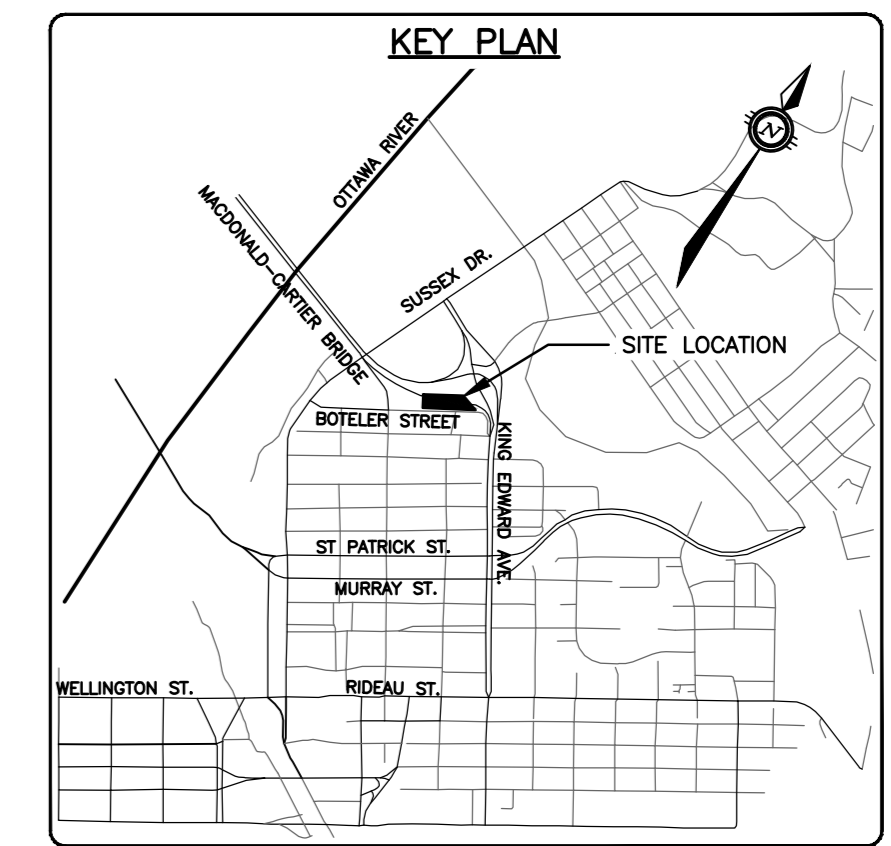 KEY PLAN
OTTAWA RIVER
N
MACDONALD-CARTIER BRIDGE
SUSSEX DR.
SITE LOCATION
BOTELER STREET
KING EDWARD AVE.
ST PATRICK ST.
MURRAY ST.
WELLINGTON ST.
RIDEAU ST.